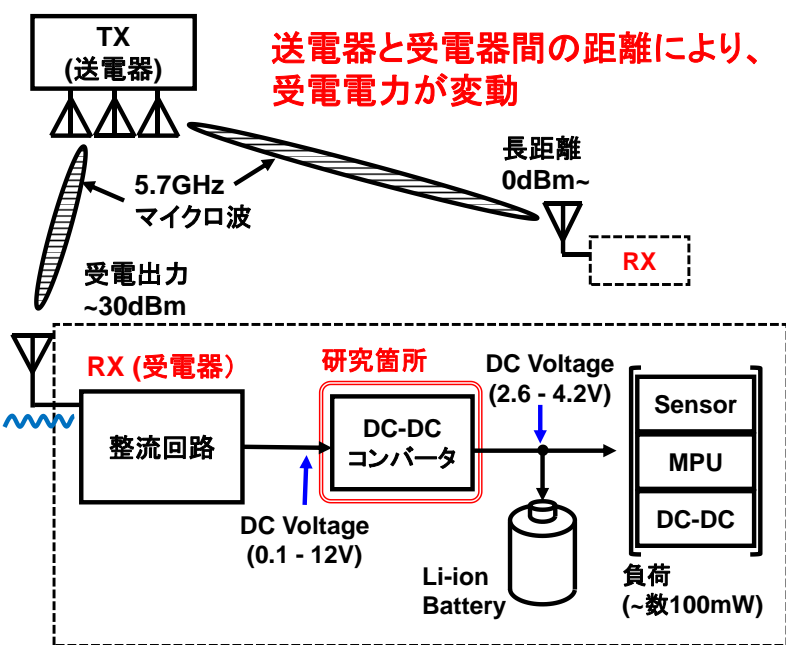 TX
(送電器)
送電器と受電器間の距離により、
受電電力が変動
5.7GHz
マイクロ波
長距離
0dBm~
RX
受電出力
~30dBm
RX (受電器）
整流回路
DC Voltage
(0.1 - 12V)
研究箇所
DC-DC
コンバータ
DC Voltage
(2.6 - 4.2V)
Li-ion
Battery
Sensor
MPU
DC-DC
負荷
(~数100mW)